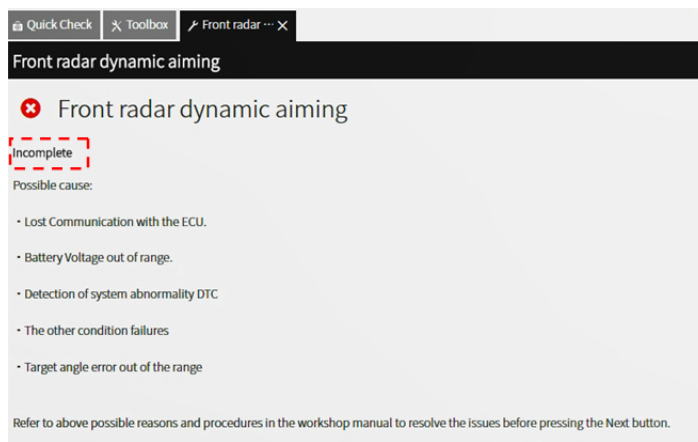 Quick Check
Toolbox
Front radar ···
Front radar dynamic aiming
Front radar dynamic aiming
Incomplete
Possible cause:
・Lost Communication with the ECU.
・Battery Voltage out of range.
・Detection of system abnormality DTC
・The other condition failures
・Target angle error out of the range
Refer to above possible reasons and procedures in the workshop manual to resolve the issues before pressing the Next button.